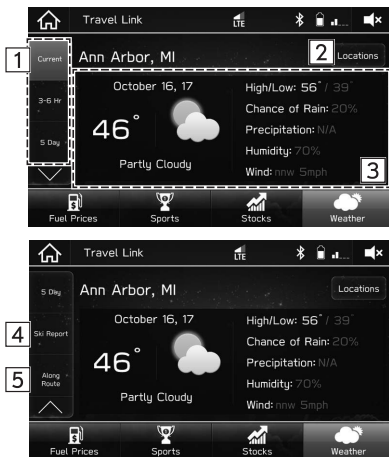 Travel Link
LTE
1
Current
Ann Arbor, MI
2
Locations
October 16, 17
High/Low: 56° / 39°
3-6 Hr
Chance of Rain: 20%
46°
Precipitation: N/A
5 Day
Humidity: 70%
Partly Cloudy
Wind: nnw 5mph
3
Fuel Prices
Sports
Stocks
Weather
Travel Link
LTE
5 Day
Ann Arbor, MI
Locations
October 16, 17
High/Low: 56° / 39°
4
Ski Report
Chance of Rain: 20%
46°
Precipitation: N/A
5
Along
Route
Humidity: 70%
Partly Cloudy
Wind: nnw 5mph
Fuel Prices
Sports
Stocks
Weather